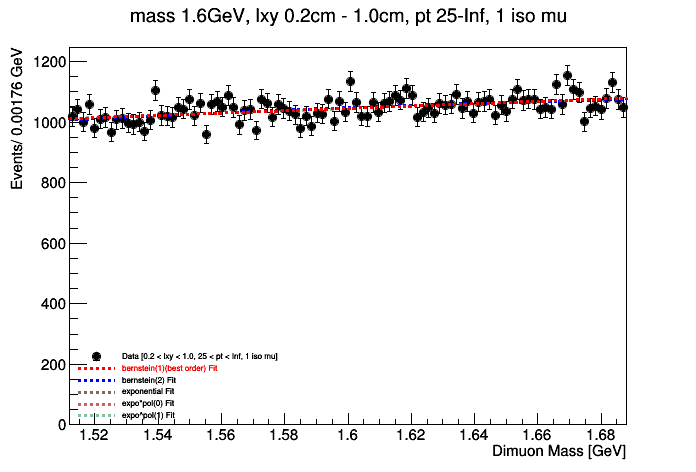 mass 1.6GeV, lxy 0.2cm - 1.0cm, pt 25-Inf, 1 iso mu
Events/ 0.00176 GeV
1200
1000
800
600
400
200
0
Data [0.2 < lxy < 1.0, 25 < pt < Inf, 1 iso mu]
bernstein(1)(best order) Fit
bernstein(2) Fit
exponential Fit
expo*pol(0) Fit
expo*pol(1) Fit
1.52 1.54 1.56 1.58 1.6 1.62 1.64 1.66 1.68
Dimuon Mass [GeV]